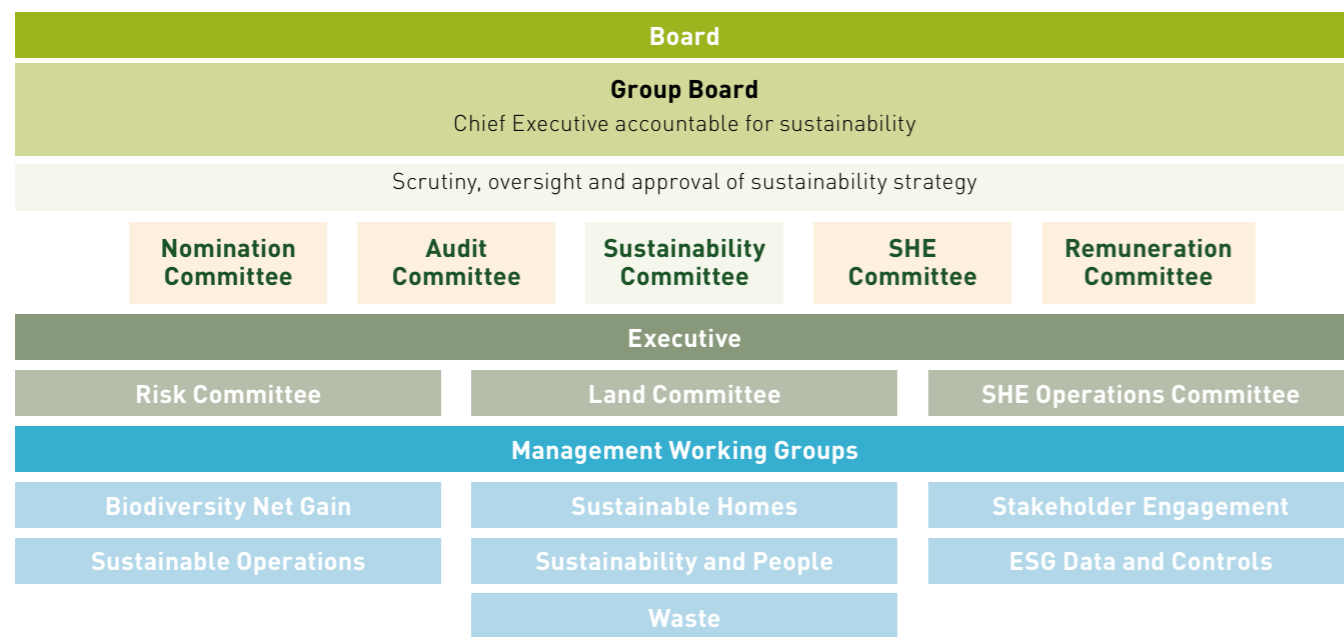 Board
Group Board
Chief Executive accountable for sustainability
Scrutiny, oversight and approval of sustainability strategy
Nomination
Committee
Audit
Committee
Sustainability
Committee
SHE
Committee
Remuneration
Committee
Executive
Risk Committee
Land Committee
SHE Operations Committee
Management Working Groups
Biodiversity Net Gain
Sustainable Homes
Stakeholder Engagement
Sustainable Operations
Sustainability and People
ESG Data and Controls
Waste